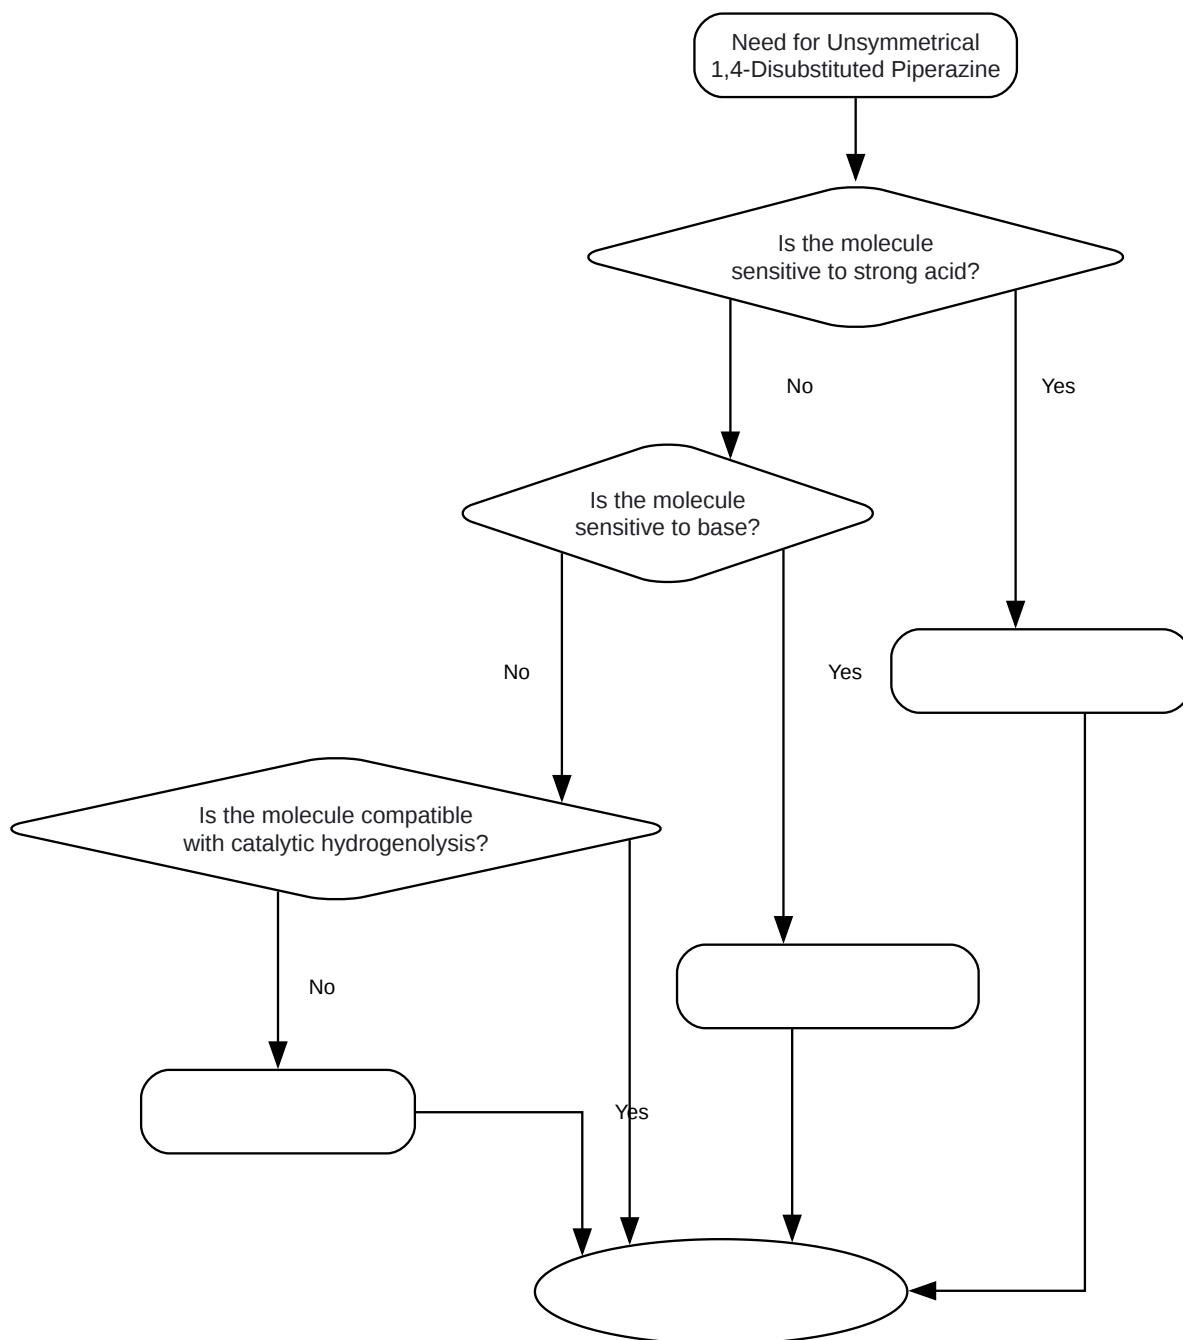 Need for Unsymmetrical
1,4-Disubstituted Piperazine
Is the molecule
sensitive to strong acid?
No
Yes
Is the molecule
sensitive to base?
No
Yes
Is the molecule compatible
with catalytic hydrogenolysis?
No
Yes